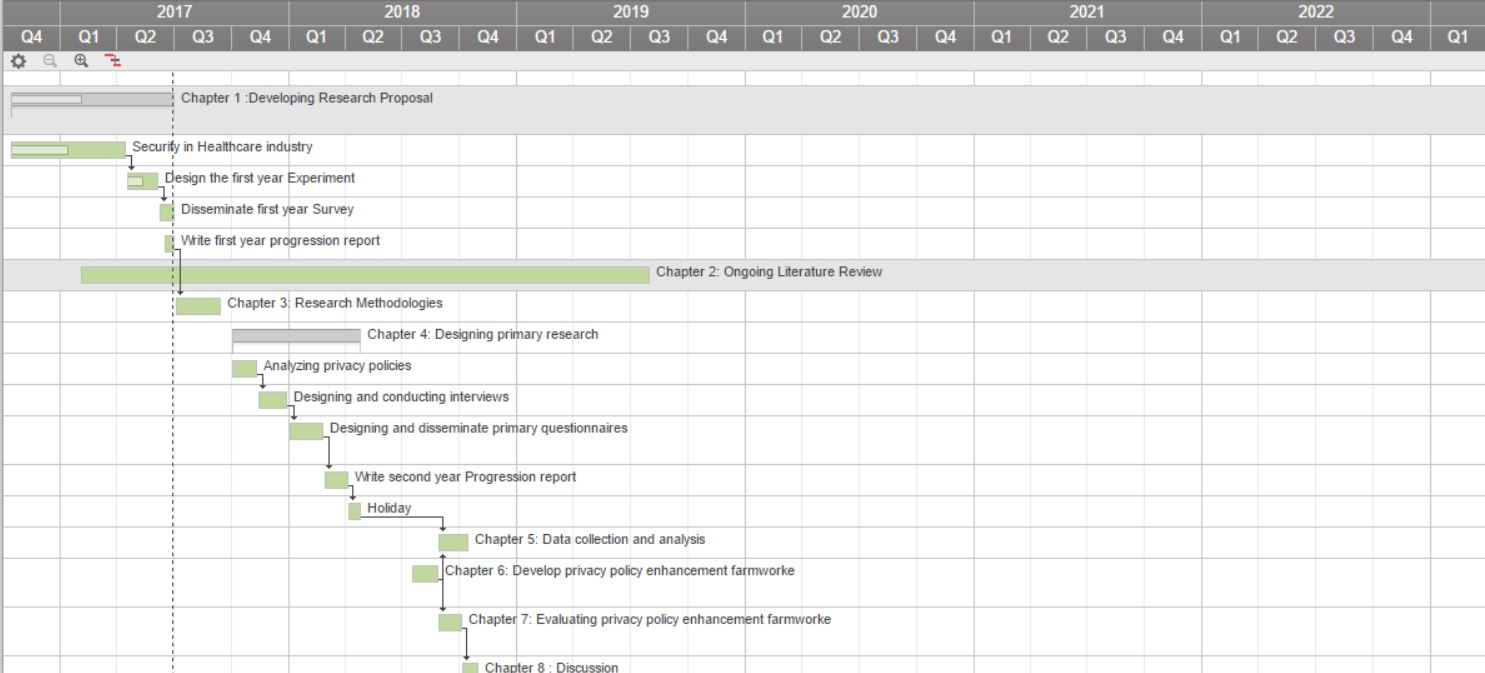 2017 2018 2019 2020 2021 2022
Q4 Q1 Q2 Q3 Q4 Q1 Q2 Q3 Q4 Q1 Q2 Q3 Q4 Q1 Q2 Q3 Q4 Q1 Q2 Q3 Q4 Q1 Q2 Q3 Q4 Q1
Chapter 1 :Developing Research Proposal
Security in Healthcare industry
Design the first year Experiment
Disseminate first year Survey
Write first year progression report
Chapter 2: Ongoing Literature Review
Chapter 3: Research Methodologies
Chapter 4: Designing primary research
Analyzing privacy policies
Designing and conducting interviews
Designing and disseminate primary questionnaires
Write second year Progression report
Holiday
Chapter 5: Data collection and analysis
Chapter 6: Develop privacy policy enhancement farmworke
Chapter 7: Evaluating privacy policy enhancement farmworke
Chapter 8 : Discussion